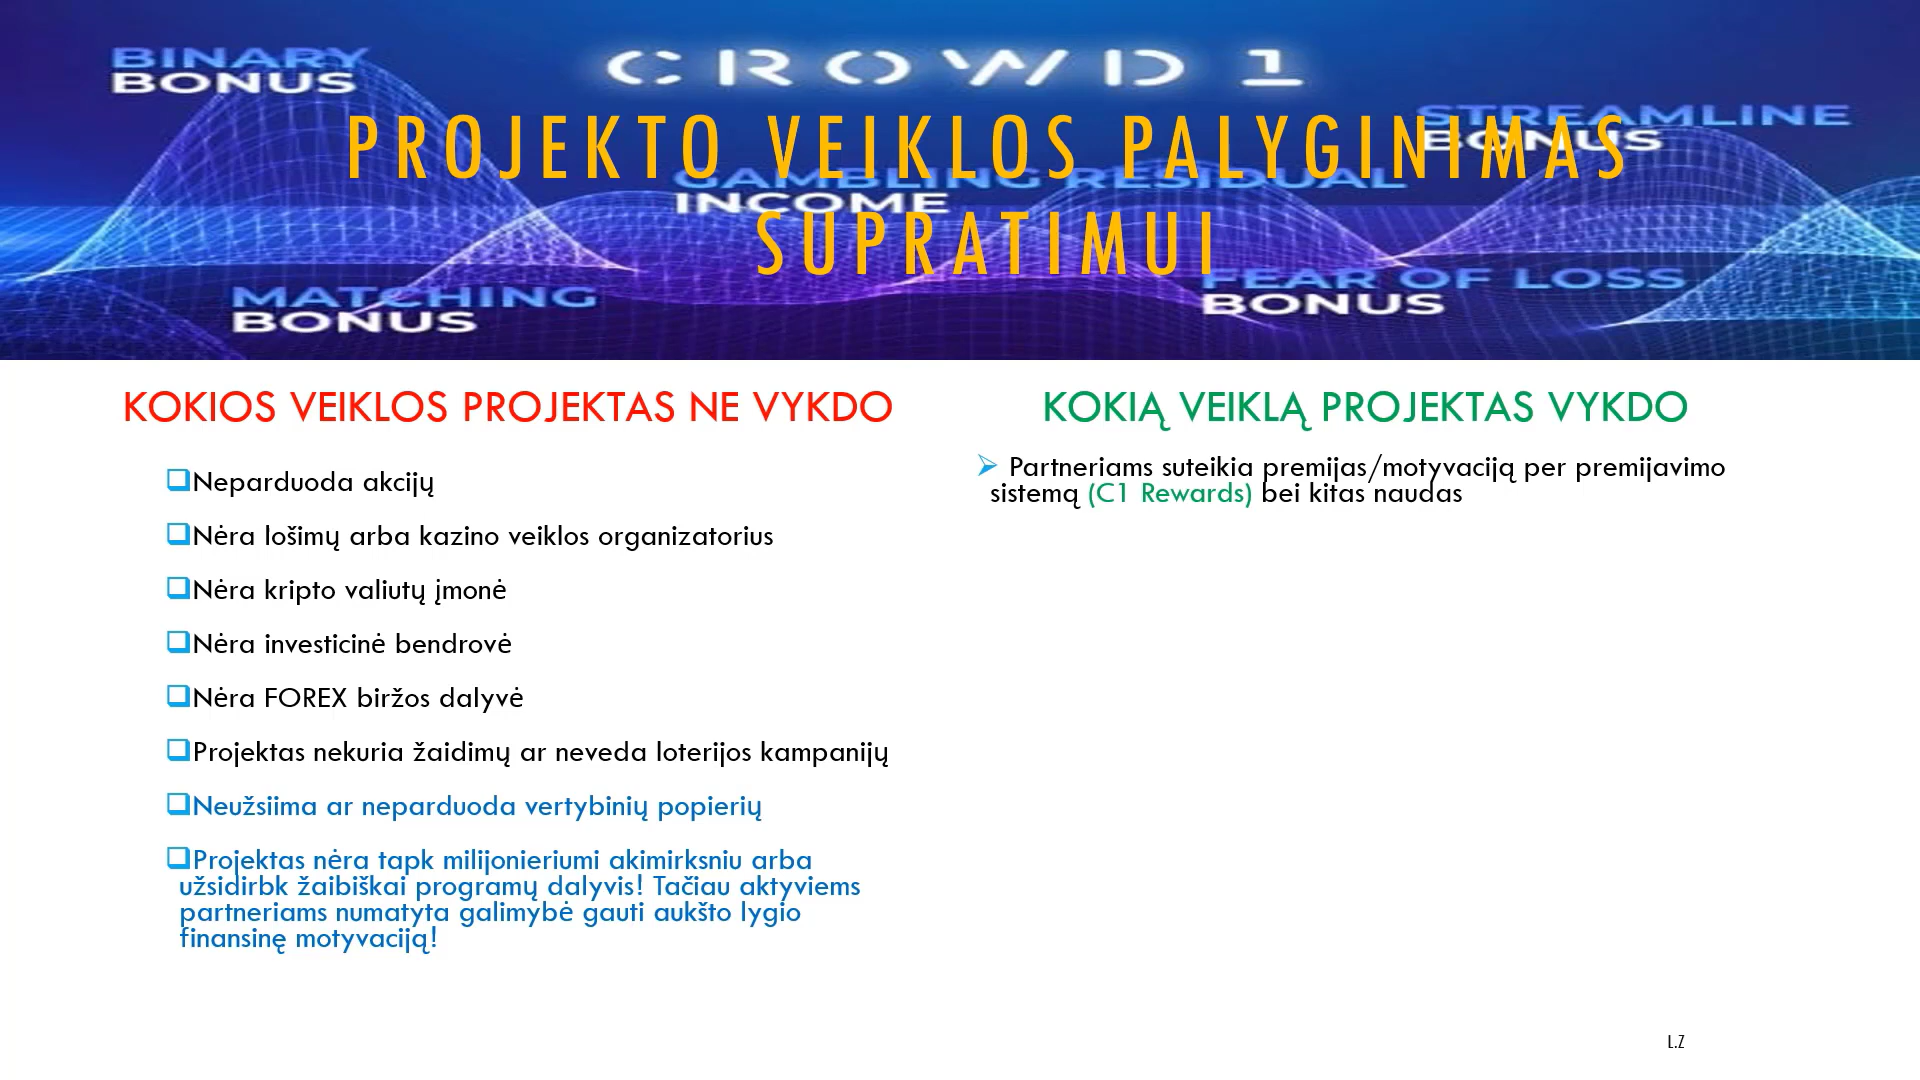 BINARY
BONUS
CROWD1
STREAMLINE
BONUS
PROJEKTO VEIKLOS PALYGINIMAS
GAMBLING RESIDUAL
INCOME
SUPRATIMUI
FEAR OF LOSS
BONUS
MATCHING
BONUS
KOKIOS VEIKLOS PROJEKTAS NE VYKDO
Neparduoda akcijų
Nėra lošimų arba kazino veiklos organizatorius
Nėra kripto valiutų įmonė
Nėra investicinė bendrovė
Nėra FOREX biržos dalyvė
Projektas nekuria žaidimų ar neveda loterijos kampanijų
Neužsiima ar neparduoda vertybinių popierių
Projektas nėra tapk milijonieriumi akimirksniu arba
užsidirbk žaibiškai programų dalyvis! Tačiau aktyviems
partneriams numatyta galimybė gauti aukšto lygio
finansinę motyvaciją!
KOKIĄ VEIKLĄ PROJEKTAS VYKDO
Partneriams suteikia premijas/motyvaciją per premijavimo
sistemą (C1 Rewards) bei kitas naudas
L.Z